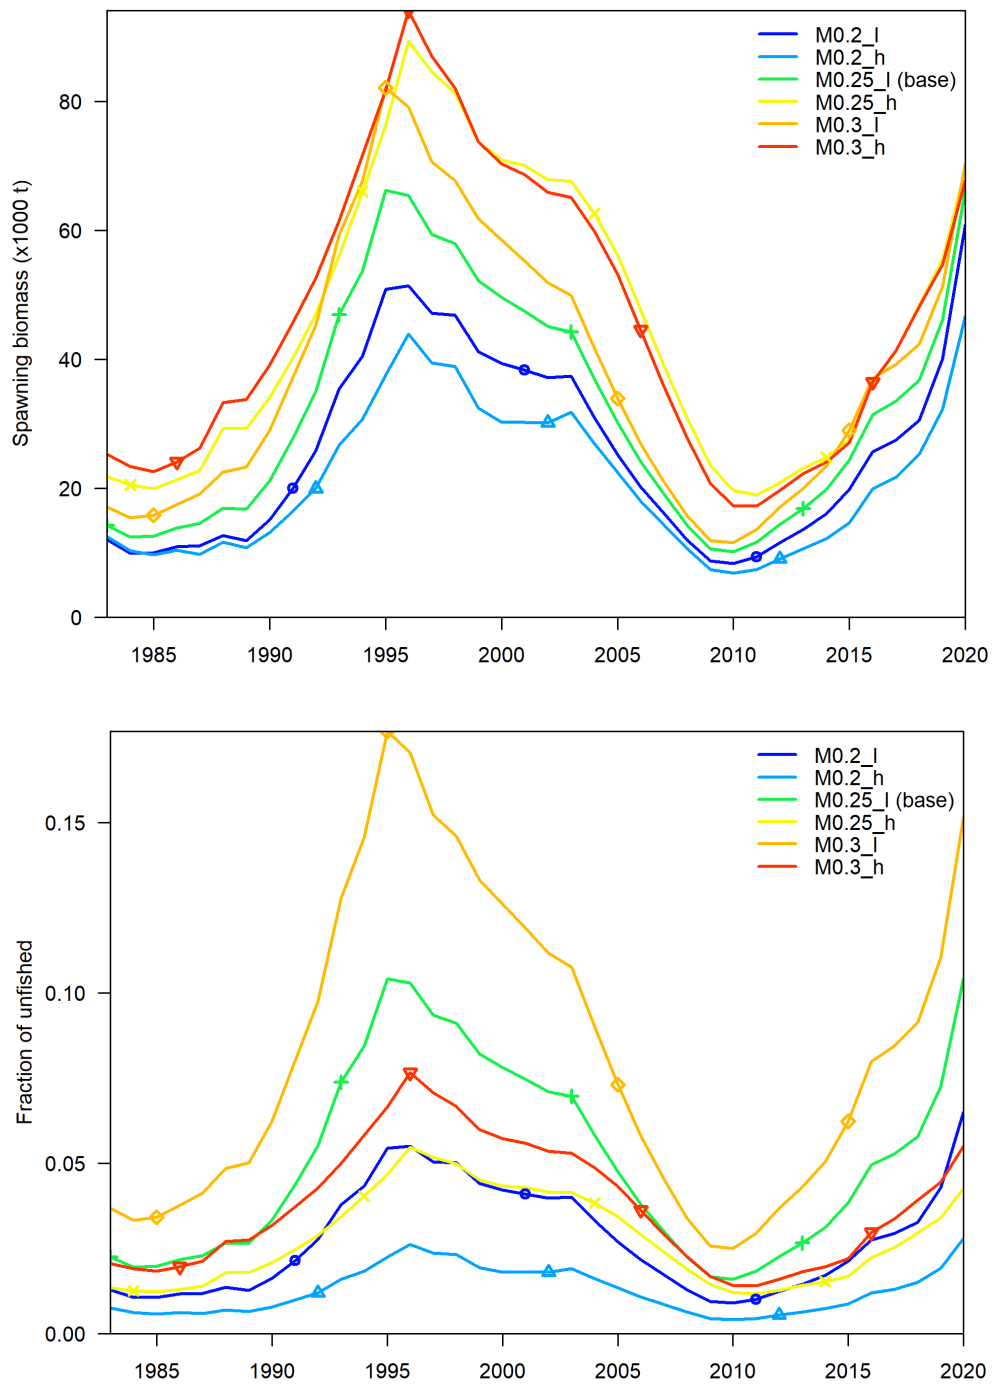 Spawning biomass (x1000 t)
80
60
40
20
0
M0.2_l
M0.2_h
M0.25_l (base)
M0.25_h
M0.3_l
M0.3_h
1985 1990 1995 2000 2005 2010 2015 2020
Fraction of unfished
0.15
0.10
0.05
0.00
M0.2_l
M0.2_h
M0.25_l (base)
M0.25_h
M0.3_l
M0.3_h
1985 1990 1995 2000 2005 2010 2015 2020